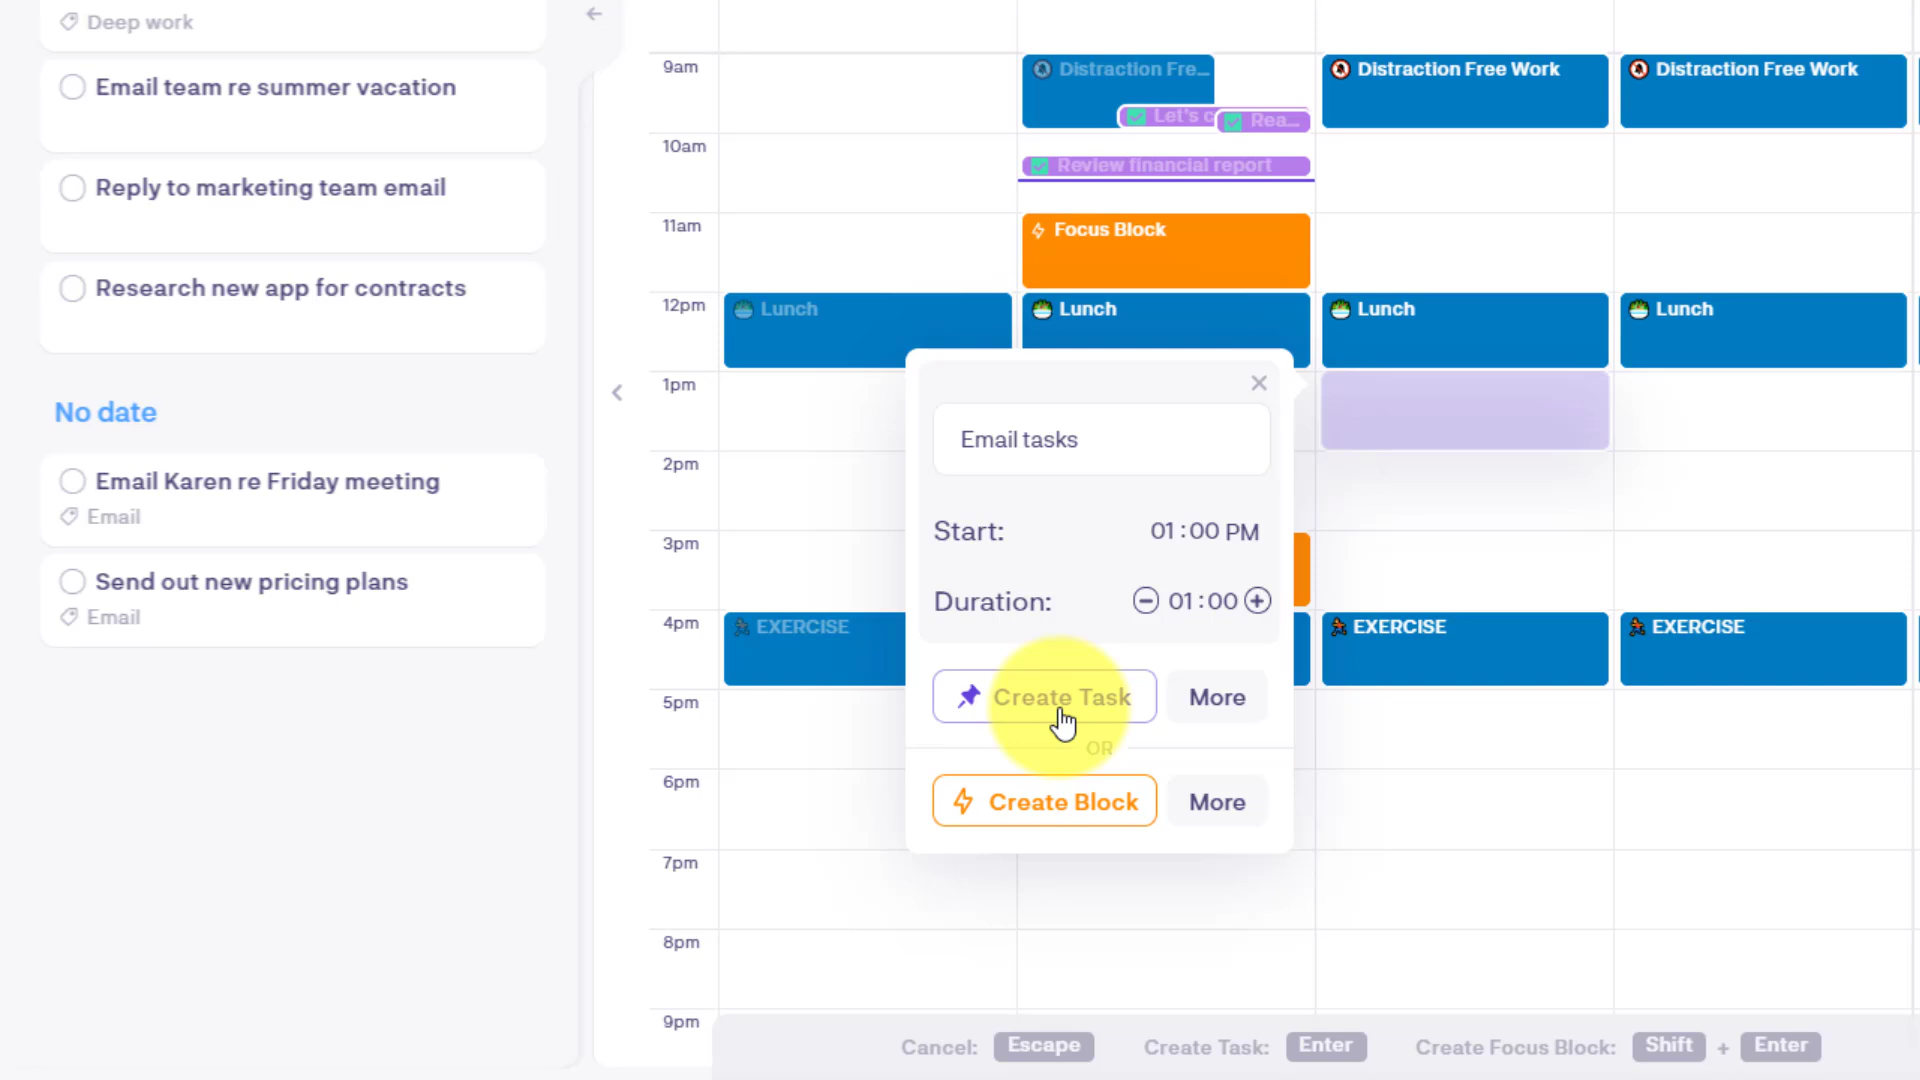 Deep work
Email team re summer vacation
Reply to marketing team email
Research new app for contracts
No date
Email Karen re Friday meeting
Email
Send out new pricing plans
Email
9am
10am
11am
12pm
1pm
2pm
3pm
4pm
5pm
6pm
7pm
8pm
9pm
Lunch
EXERCISE
Distraction Fre...
Let's c
Rea...
Review financial report
Focus Block
Lunch
Distraction Free Work
Lunch
EXERCISE
Distraction Free Work
Lunch
EXERCISE
Email tasks
Start: 01:00 PM
Duration: 01:00
Create Task More
OR
Create Block More
Cancel: Escape Create Task: Enter Create Focus Block: Shift + Enter